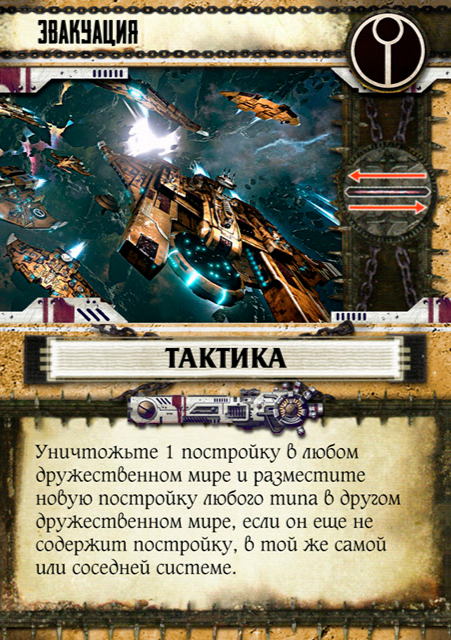 ЭВАКУАЦИЯ
ТАКТИКА
Уничтожьте 1 постройку в любом
дружественном мире и разместите
новую постройку любого типа в другом
дружественном мире, если он еще не
содержит постройку, в той же самой
или соседней системе.